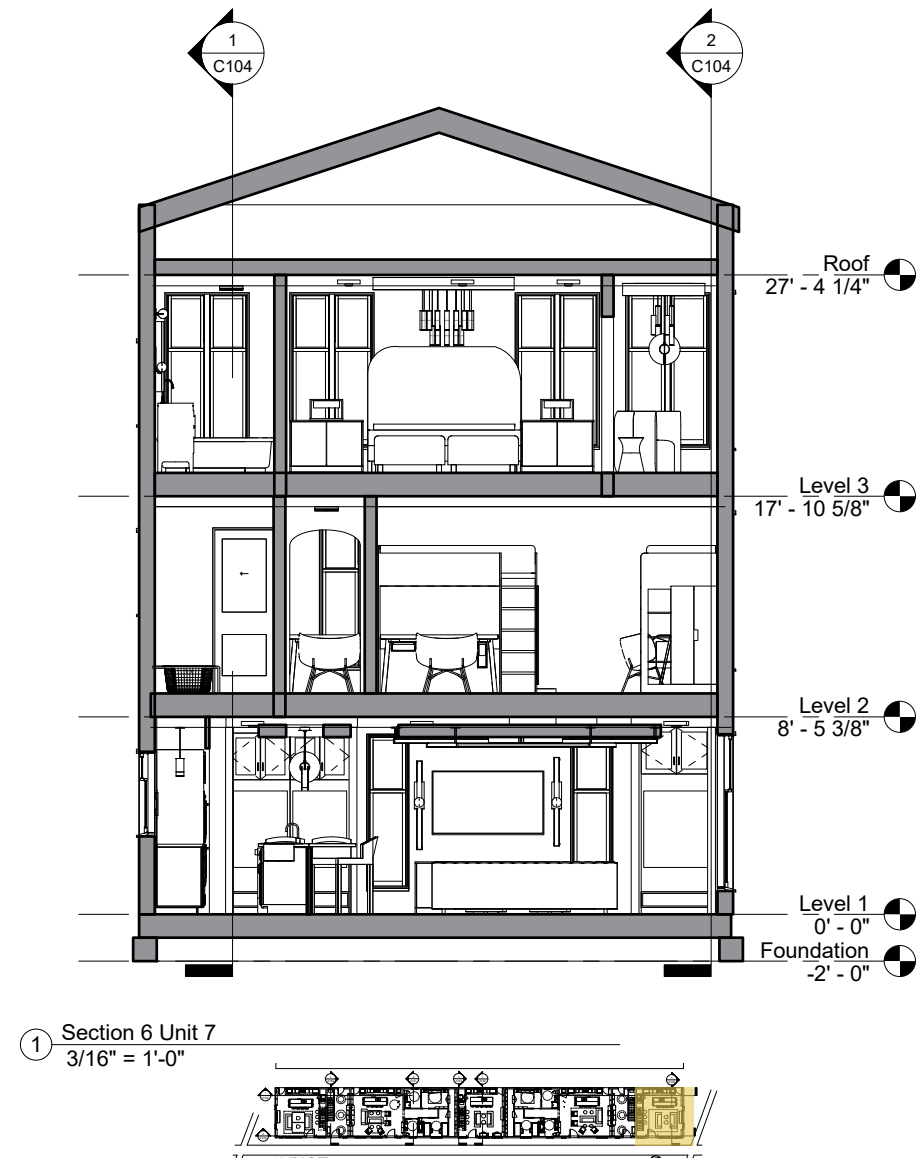 1
C104
2
C104
Roof
27' - 4 1/4"
Level 3
17' - 10 5/8"
Level 2
8' - 5 3/8"
Level 1
0' - 0"
Foundation
-2' - 0"
1
Section 6 Unit 7
3/16" = 1'-0"